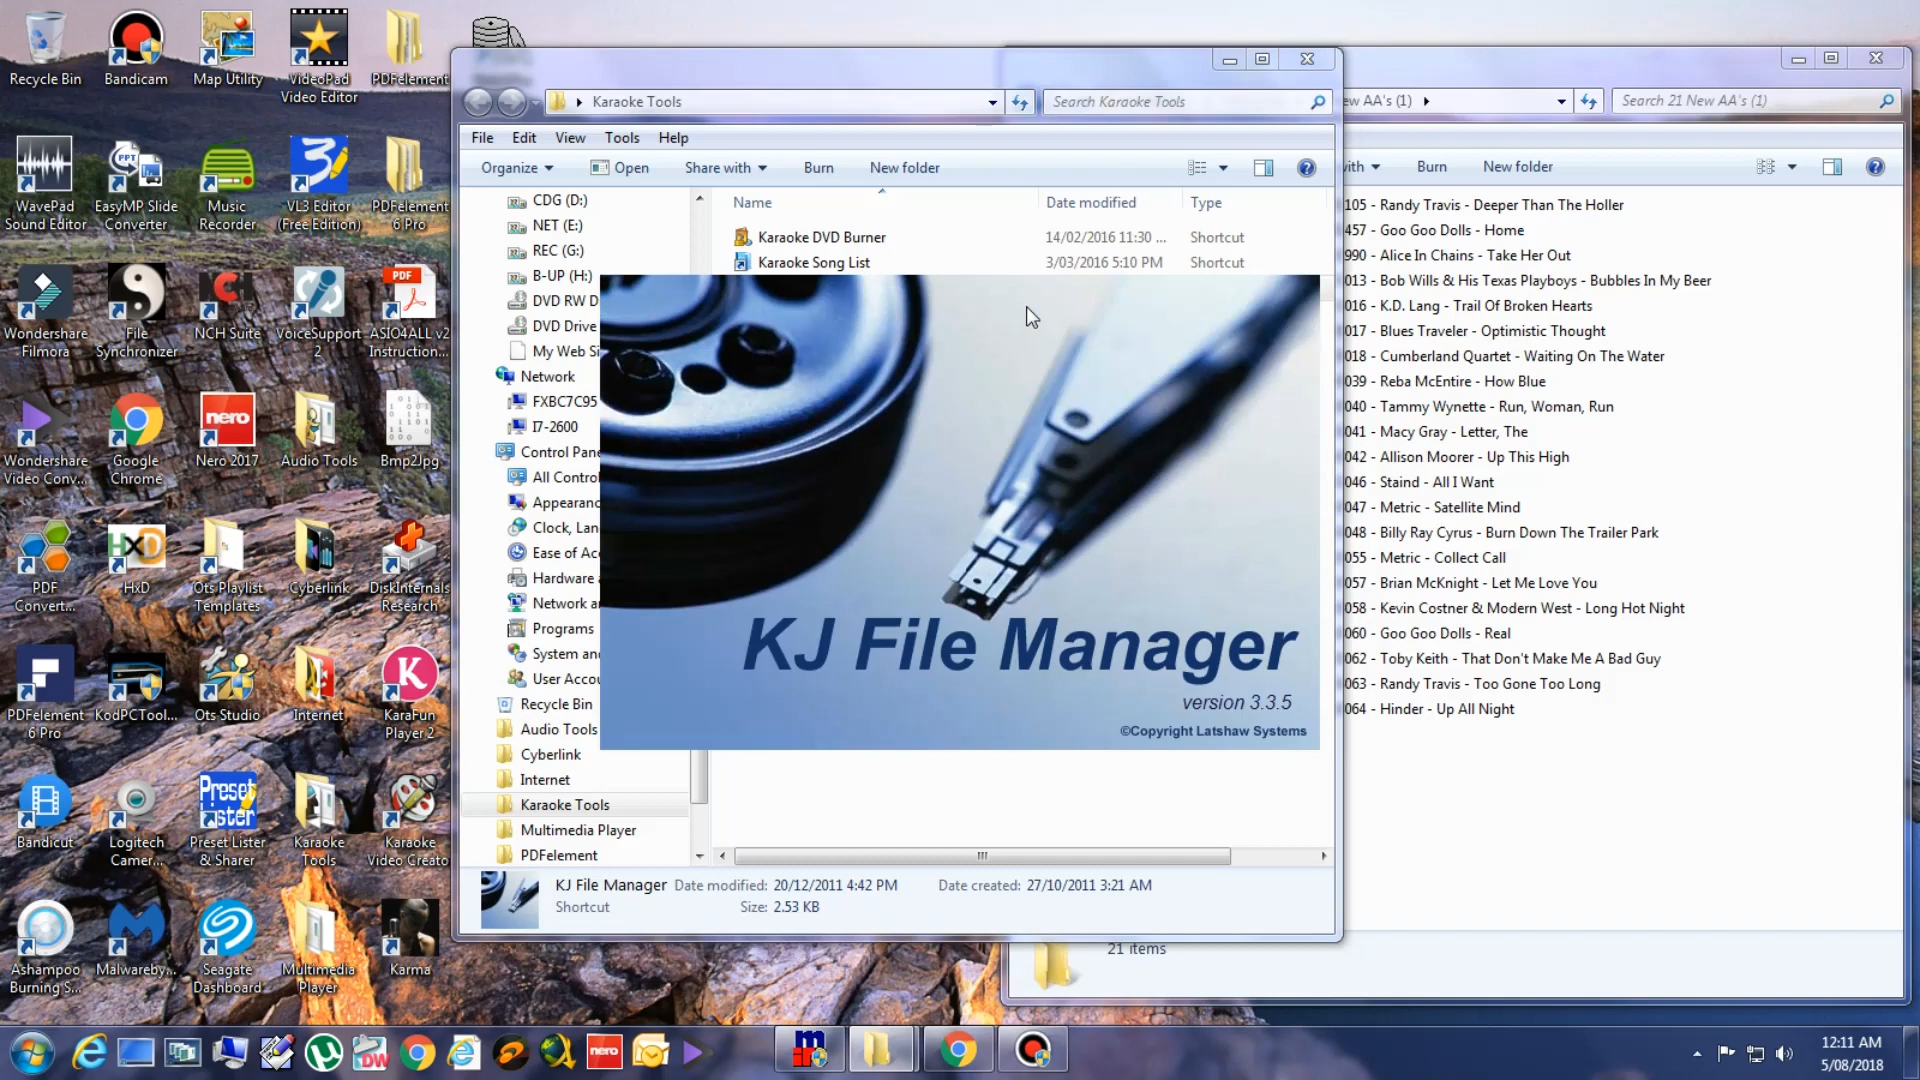 Recycle Bin
Bandicam
Map Utility
VideoPad
Video Editor
PDFelement
WavePad
Sound Editor
EasyMP Slide
Converter
Music
Recorder
VL3 Editor
(Free Edition)
PDFelement
6 Pro
Wondershare
Filmora
File
Synchronizer
NCH Suite
VoiceSupport
2
ASIO4ALL v2
Instruction...
Wondershare
Video Conv...
Google
Chrome
Nero 2017
Audio Tools
Bmp2Jpg
PDF
Convert...
HxD
Ots Playlist
Templates
Cyberlink
DiskInternals
Research
PDFelement
6 Pro
KodPCTool...
Ots Studio
Internet
KaraFun
Player 2
Bandicut
Logitech
Camer...
Preset Lister
& Sharer
Karaoke
Tools
Karaoke
Video Creato
Ashampoo
Burning S...
Malwareby...
Seagate
Dashboard
Multimedia
Player
Karma
Karaoke Tools
Search Karaoke Tools
File Edit View Tools Help
Organize Open Share with Burn New folder
Name Date modified Type
Karaoke DVD Burner 14/02/2016 11:30 ... Shortcut
Karaoke Song List 3/03/2016 5:10 PM Shortcut
CDG (D:)
NET (E:)
REC (G:)
B-UP (H:)
DVD RW D
DVD Drive
My Web Si
Network
FXBC7C95
I7-2600
Control Pane
All Control
Appearanc
Clock, Lan
Ease of Acc
Hardware a
Network an
Programs
System and
User Accou
Recycle Bin
Audio Tools
Cyberlink
Internet
Karaoke Tools
Multimedia Player
PDFelement
KJ File Manager
version 3.3.5
©Copyright Latshaw Systems
KJ File Manager Date modified: 20/12/2011 4:42 PM Date created: 27/10/2011 3:21 AM
Shortcut Size: 2.53 KB
ew AA's (1)
Search 21 New AA's (1)
with Burn New folder
105 - Randy Travis - Deeper Than The Holler
457 - Goo Goo Dolls - Home
990 - Alice In Chains - Take Her Out
013 - Bob Wills & His Texas Playboys - Bubbles In My Beer
016 - K.D. Lang - Trail Of Broken Hearts
017 - Blues Traveler - Optimistic Thought
018 - Cumberland Quartet - Waiting On The Water
039 - Reba McEntire - How Blue
040 - Tammy Wynette - Run, Woman, Run
041 - Macy Gray - Letter, The
042 - Allison Moorer - Up This High
046 - Staind - All I Want
047 - Metric - Satellite Mind
048 - Billy Ray Cyrus - Burn Down The Trailer Park
055 - Metric - Collect Call
057 - Brian McKnight - Let Me Love You
058 - Kevin Costner & Modern West - Long Hot Night
060 - Goo Goo Dolls - Real
062 - Toby Keith - That Don't Make Me A Bad Guy
063 - Randy Travis - Too Gone Too Long
064 - Hinder - Up All Night
21 items
12:11 AM
5/08/2018